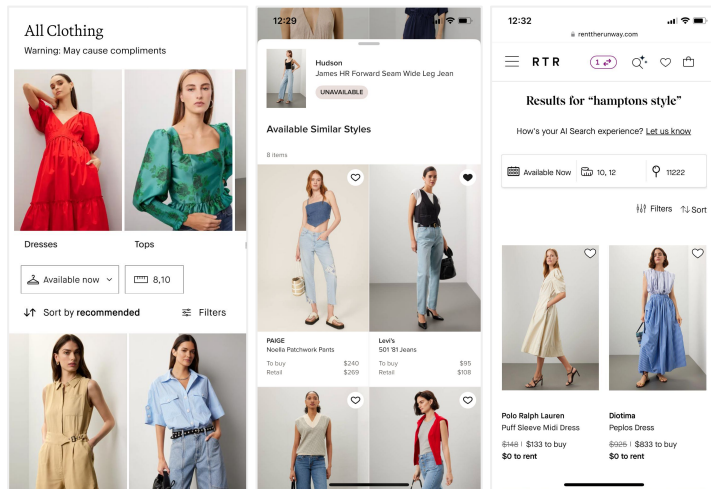 All Clothing
Warning: May cause compliments
Dresses
Tops
Available now
8,10
Sort by recommended
Filters
12:29
Hudson
James HR Forward Seam Wide Leg Jean
UNAVAILABLE
Available Similar Styles
8 items
PAIGE
Noella Patchwork Pants
To buy $240
Retail $269
Levi's
501 '81 Jeans
To buy $95
Retail $108
12:32
renttherunway.com
RTR
1
Results for “hamptons style”
How's your AI Search experience? Let us know
Available Now
10, 12
11222
Filters
Sort
Polo Ralph Lauren
Puff Sleeve Midi Dress
$148 | $133 to buy
$0 to rent
Diotima
Peplos Dress
$925 | $833 to buy
$0 to rent